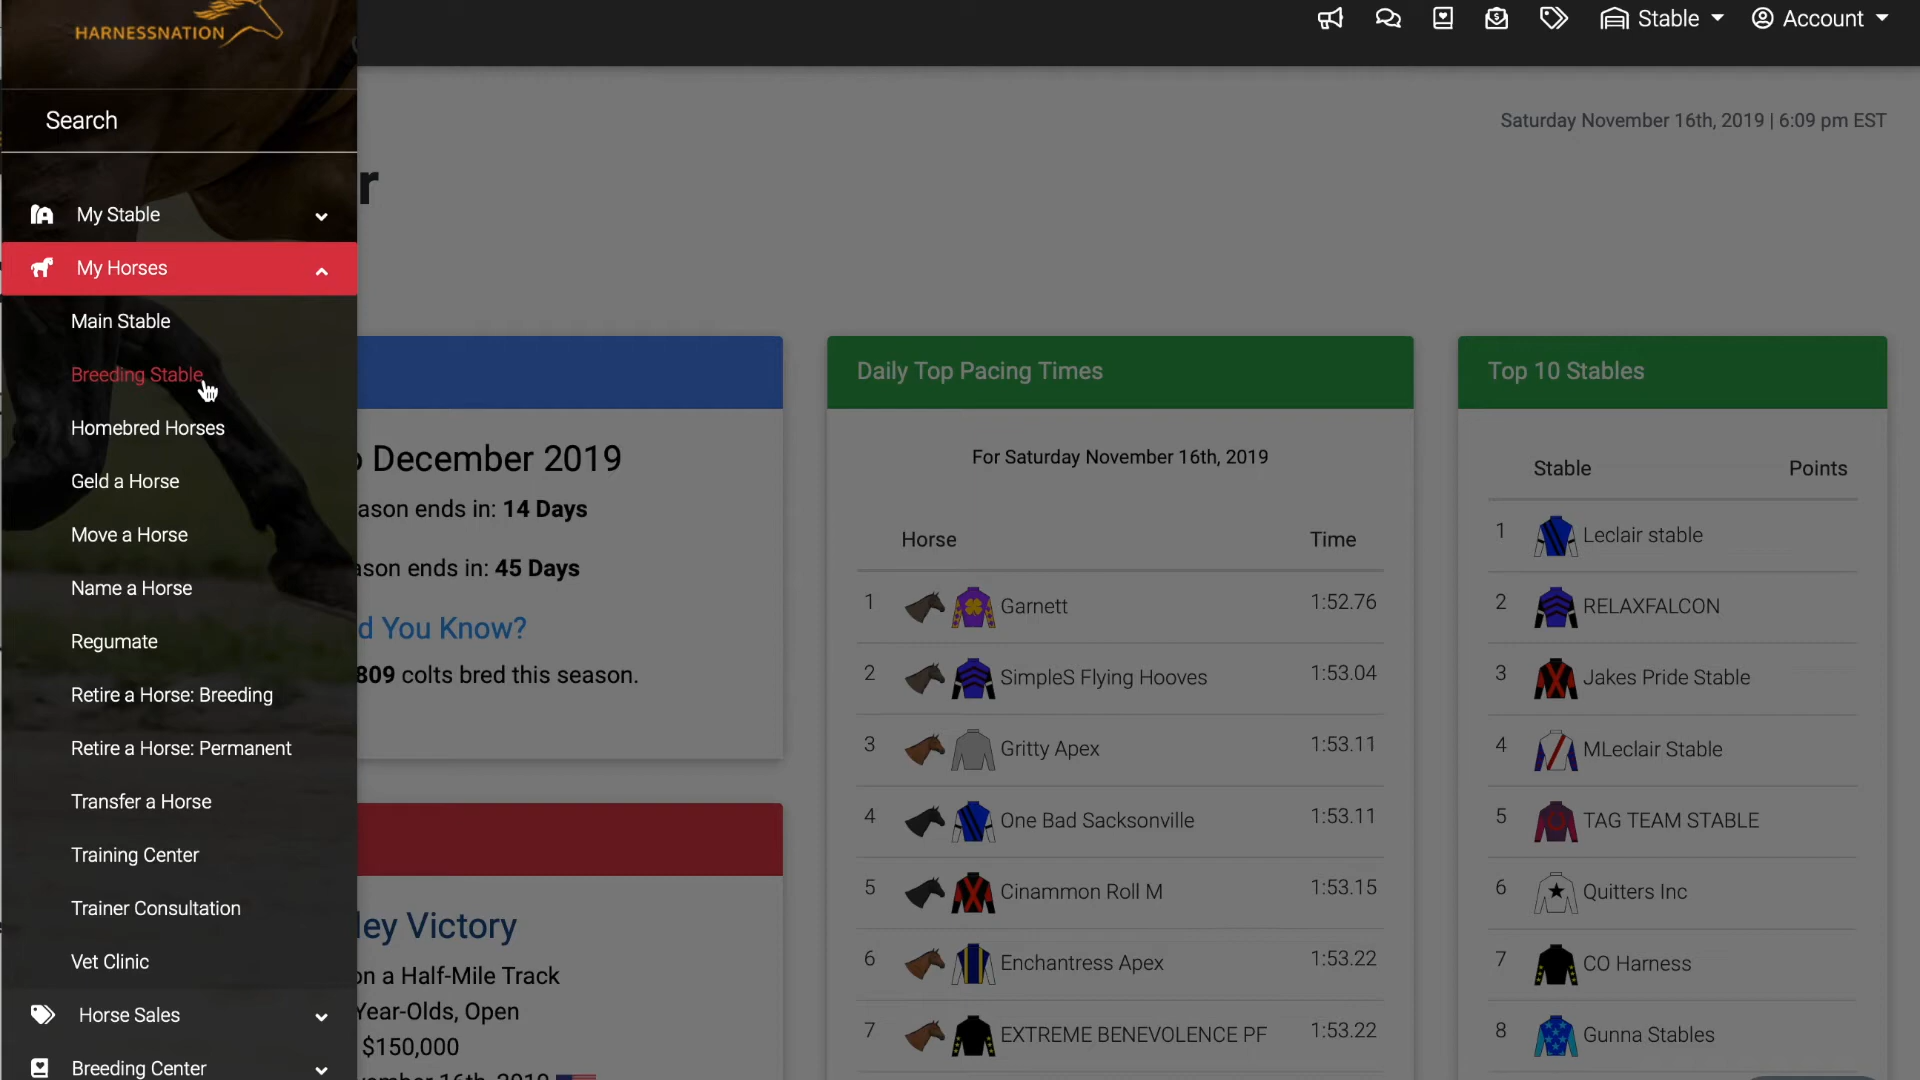 HARNESSNATION
Stable
Account
Search
Saturday November 16th, 2019 | 6:09 pm EST
r
My Stable
My Horses
Main Stable
Breeding Stable
Homebred Horses
Geld a Horse
Move a Horse
Name a Horse
Regumate
Retire a Horse: Breeding
Retire a Horse: Permanent
Transfer a Horse
Training Center
Trainer Consultation
Vet Clinic
Horse Sales
Breeding Center
December 2019
ason ends in: 14 Days
ason ends in: 45 Days
d You Know?
809 colts bred this season.
ley Victory
on a Half-Mile Track
Year-Olds, Open
$150,000
Daily Top Pacing Times
For Saturday November 16th, 2019
Horse Time
1 Garnett 1:52.76
2 SimpleS Flying Hooves 1:53.04
3 Gritty Apex 1:53.11
4 One Bad Sacksonville 1:53.11
5 Cinammon Roll M 1:53.15
6 Enchantress Apex 1:53.22
7 EXTREME BENEVOLENCE PF 1:53.22
Top 10 Stables
Stable Points
1 Leclair stable
2 RELAXFALCON
3 Jakes Pride Stable
4 MLeclair Stable
5 TAG TEAM STABLE
6 Quitters Inc
7 CO Harness
8 Gunna Stables